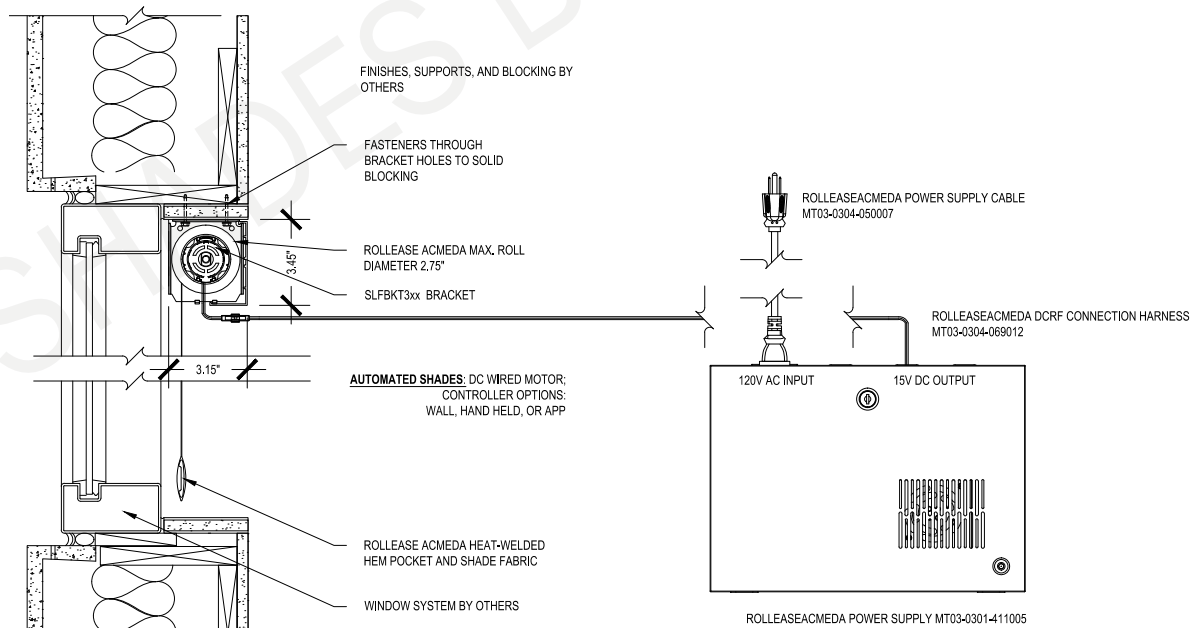 FINISHES, SUPPORTS, AND BLOCKING BY
OTHERS
FASTENERS THROUGH
BRACKET HOLES TO SOLID
BLOCKING
ROLLEASE ACMEDA MAX. ROLL
DIAMETER 2.75"
SLFBKT3xx BRACKET
3.45"
3.15"
AUTOMATED SHADES: DC WIRED MOTOR;
CONTROLLER OPTIONS:
WALL, HAND HELD, OR APP
ROLLEASE ACMEDA HEAT-WELDED
HEM POCKET AND SHADE FABRIC
WINDOW SYSTEM BY OTHERS
ROLLEASEACMEDA POWER SUPPLY CABLE
MT03-0304-050007
ROLLEASEACMEDA DCRF CONNECTION HARNESS
MT03-0304-069012
120V AC INPUT
15V DC OUTPUT
ROLLEASEACMEDA POWER SUPPLY MT03-0301-411005
SHADES